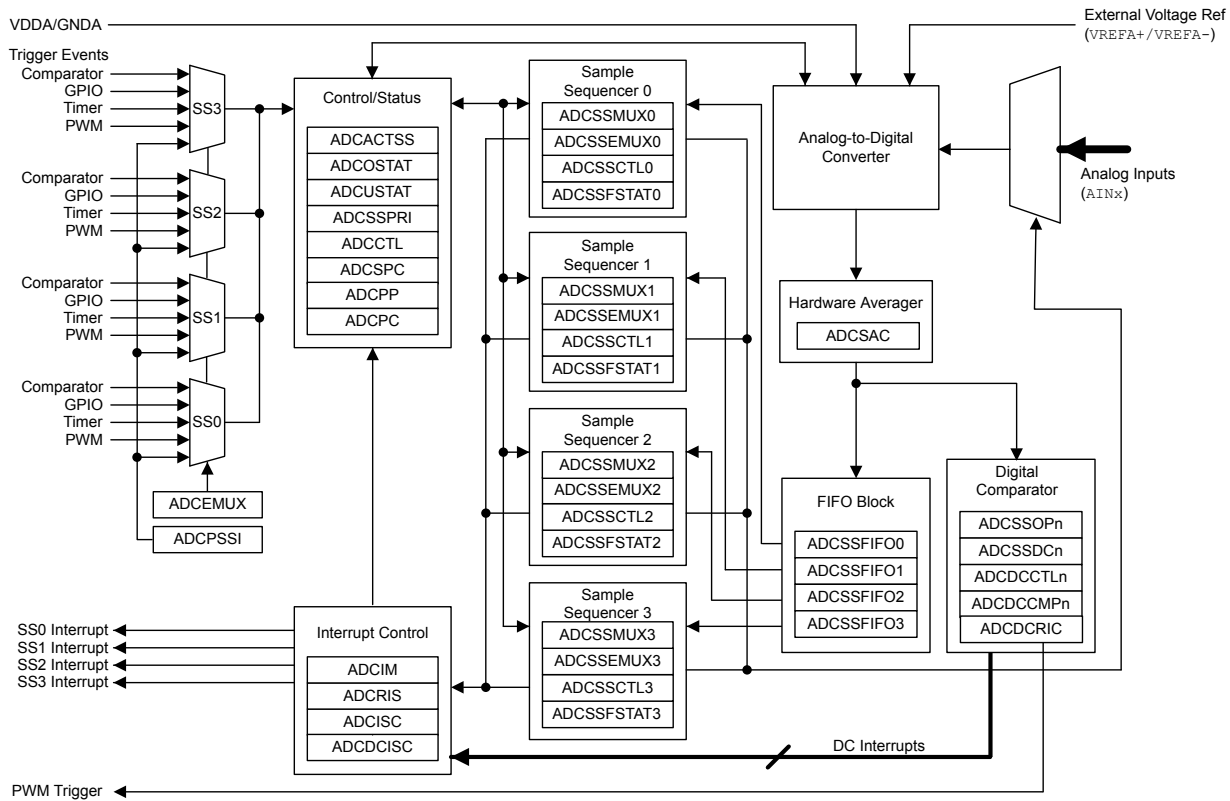 VDDA/GNDA
External Voltage Ref
(VREFA+/VREFA-)
Trigger Events
Comparator
GPIO
Timer
PWM
SS3
Comparator
GPIO
Timer
PWM
SS2
Comparator
GPIO
Timer
PWM
SS1
Comparator
GPIO
Timer
PWM
SS0
ADCEMUX
ADCPSSI
Control/Status
ADCACTSS
ADCOSTAT
ADCUSTAT
ADCSSPRI
ADCCTL
ADCSPC
ADCPP
ADCPC
Sample
Sequencer 0
ADCSSMUX0
ADCSSEMUX0
ADCSSCTL0
ADCSSFSTAT0
Sample
Sequencer 1
ADCSSMUX1
ADCSSEMUX1
ADCSSCTL1
ADCSSFSTAT1
Sample
Sequencer 2
ADCSSMUX2
ADCSSEMUX2
ADCSSCTL2
ADCSSFSTAT2
Sample
Sequencer 3
ADCSSMUX3
ADCSSEMUX3
ADCSSCTL3
ADCSSFSTAT3
Analog-to-Digital
Converter
Analog Inputs
(AINx)
Hardware Averager
ADCSAC
FIFO Block
ADCSSFIFO0
ADCSSFIFO1
ADCSSFIFO2
ADCSSFIFO3
Digital
Comparator
ADCSSOPn
ADCSSDCn
ADCDCCTLn
ADCDCCMPn
ADCDCRIC
SS0 Interrupt
SS1 Interrupt
SS2 Interrupt
SS3 Interrupt
Interrupt Control
ADCIM
ADCRIS
ADCISC
ADCDCISC
DC Interrupts
PWM Trigger